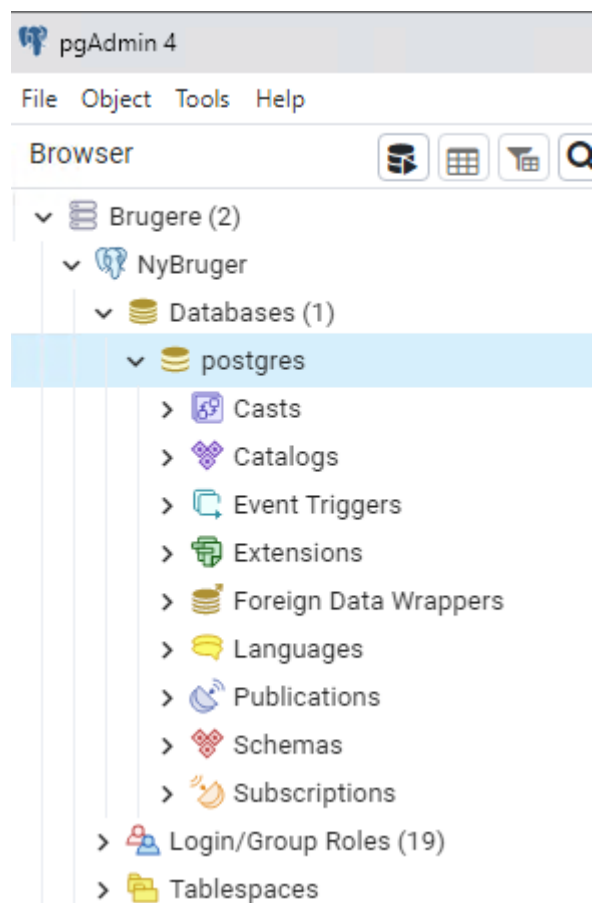 pgAdmin 4
File Object Tools Help
Browser
Brugere (2)
NyBruger
Databases (1)
postgres
Casts
Catalogs
Event Triggers
Extensions
Foreign Data Wrappers
Languages
Publications
Schemas
Subscriptions
Login/Group Roles (19)
Tablespaces